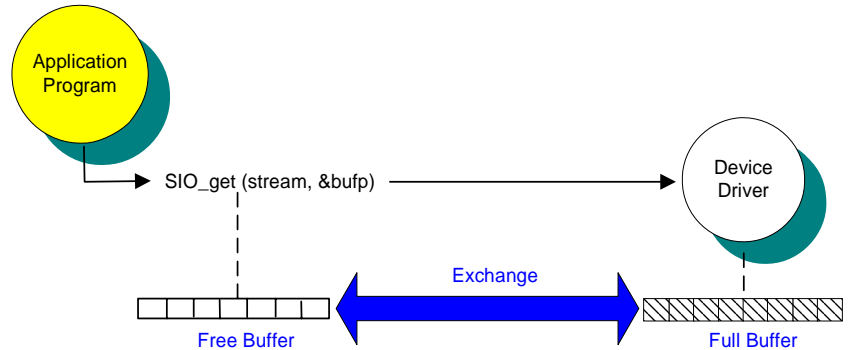 Application
Program
SIO_get (stream, &bufp)
Device
Driver
Exchange
Free Buffer
Full Buffer